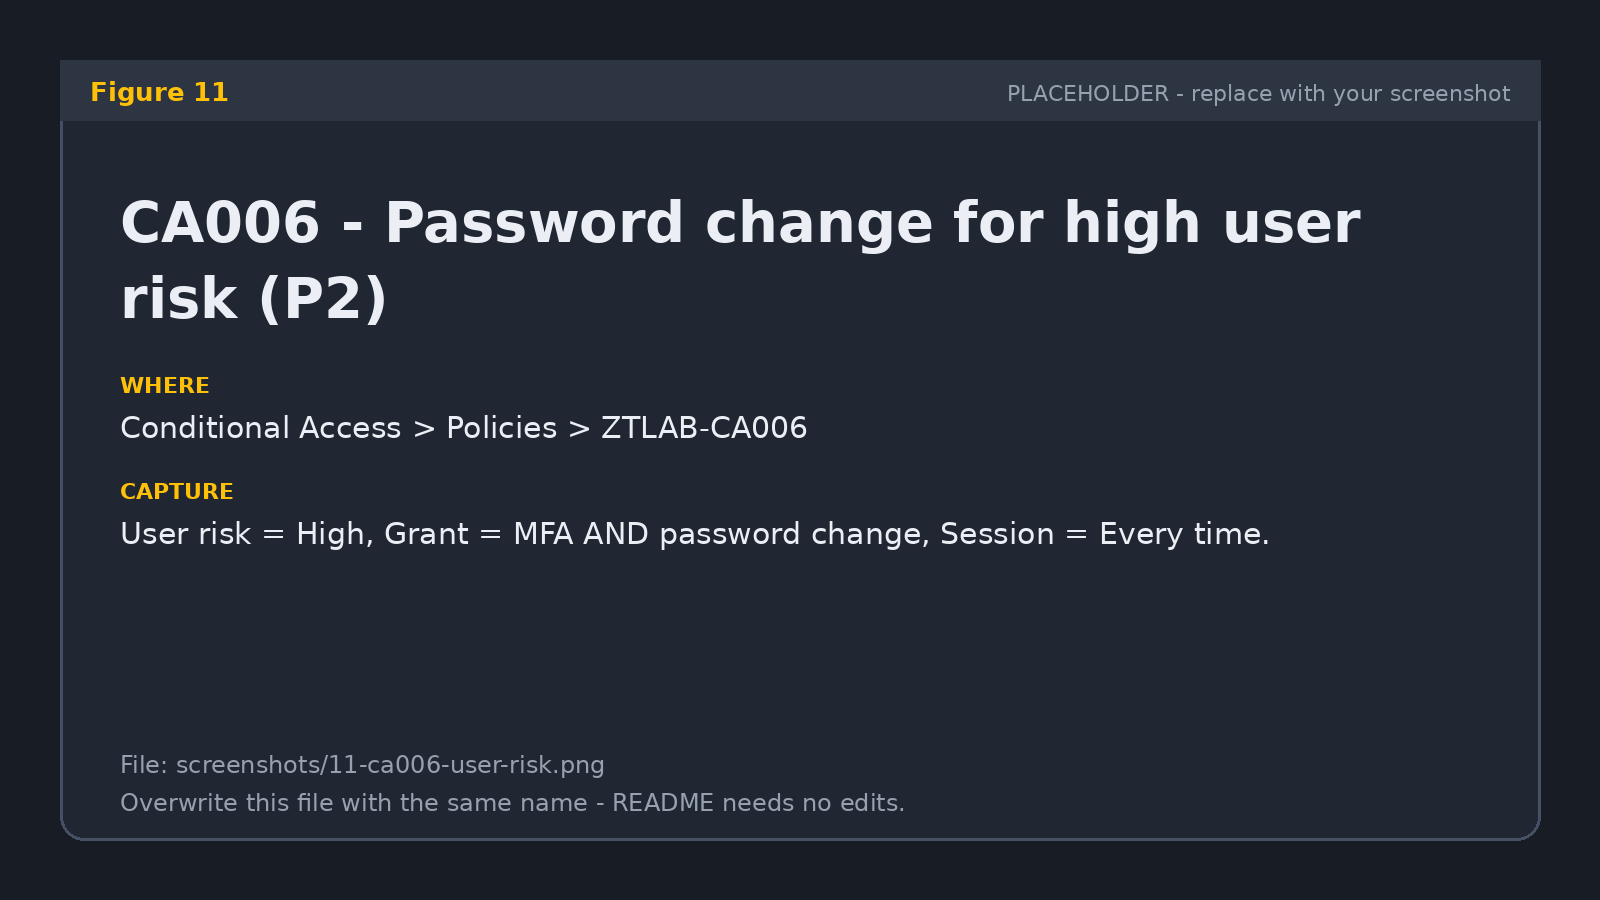 Figure 11
PLACEHOLDER - replace with your screenshot
CA006 - Password change for high user
risk (P2)
WHERE
Conditional Access > Policies > ZTLAB-CA006
CAPTURE
User risk = High, Grant = MFA AND password change, Session = Every time.
File: screenshots/11-ca006-user-risk.png
Overwrite this file with the same name - README needs no edits.